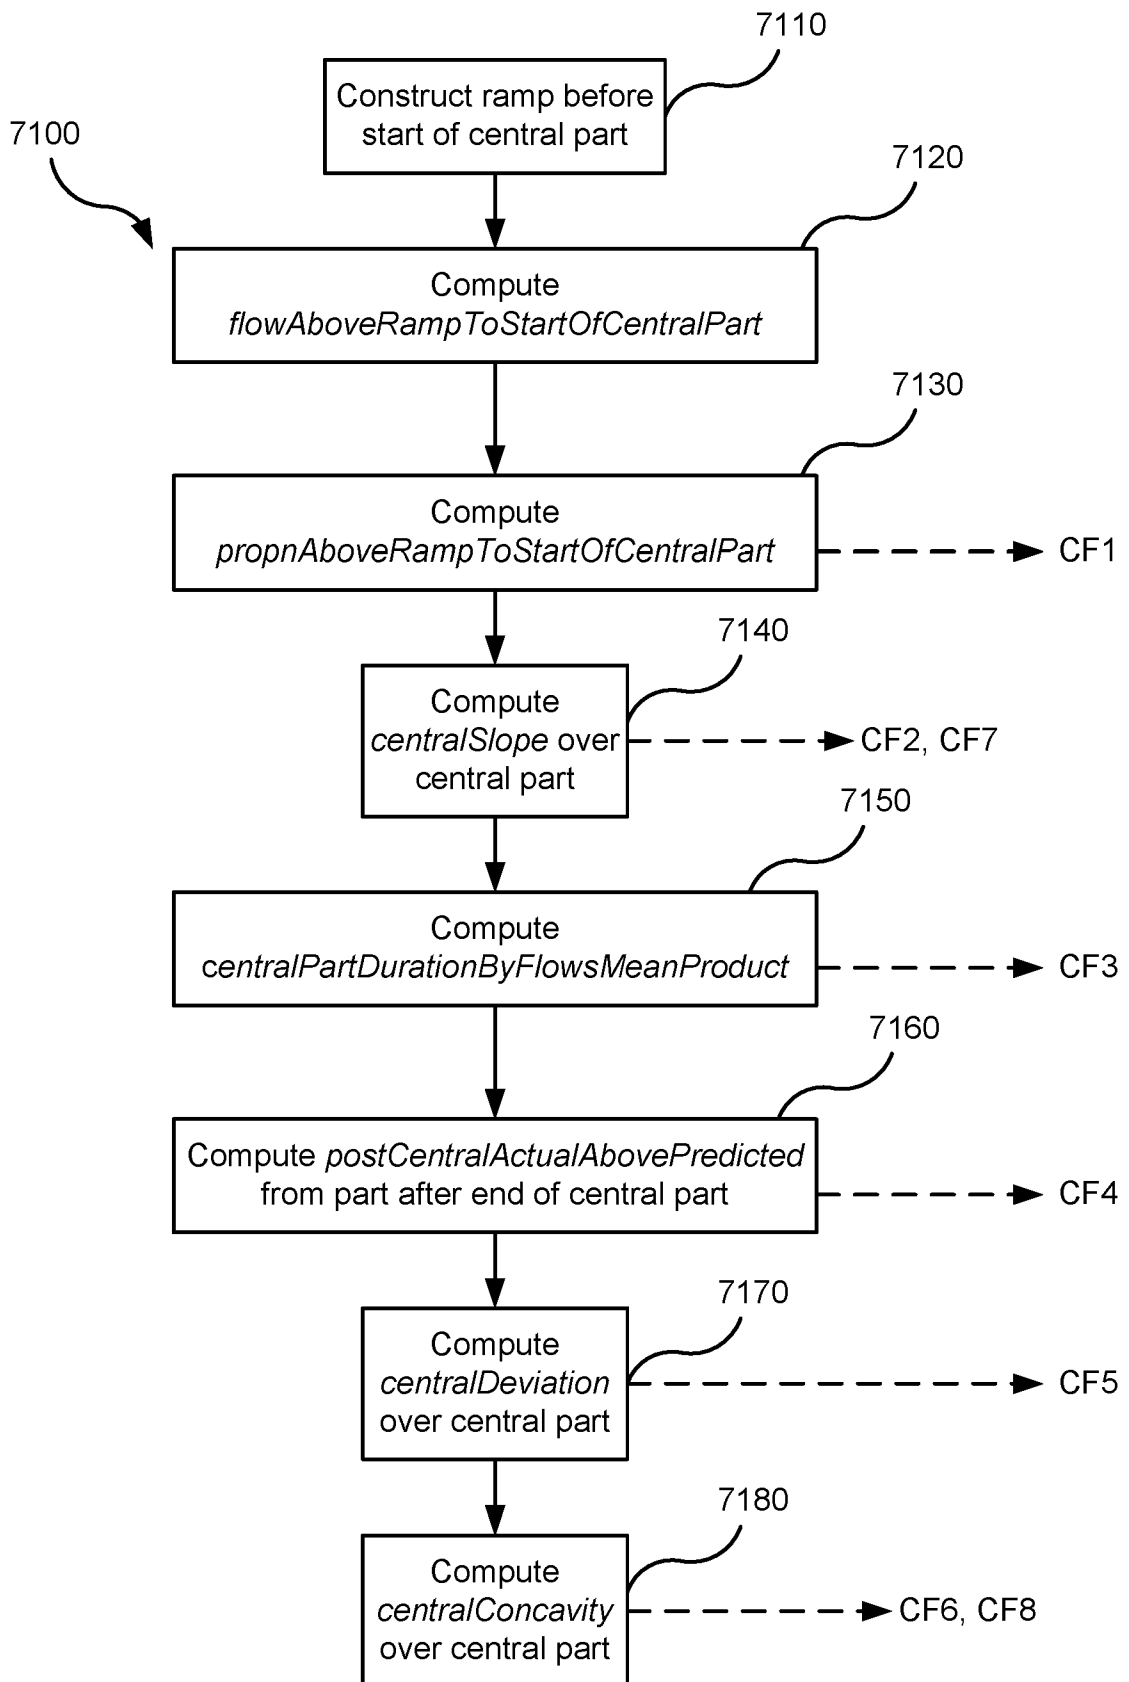 7110
Construct ramp before
start of central part
7100
7120
Compute
flowAboveRampToStartOfCentralPart
7130
Compute
propnAboveRampToStartOfCentralPart
CF1
7140
Compute
centralSlope over
central part
CF2, CF7
7150
Compute
centralPartDurationByFlowsMeanProduct
CF3
7160
Compute postCentralActualAbovePredicted
from part after end of central part
CF4
7170
Compute
centralDeviation
over central part
CF5
7180
Compute
centralConcavity
over central part
CF6, CF8